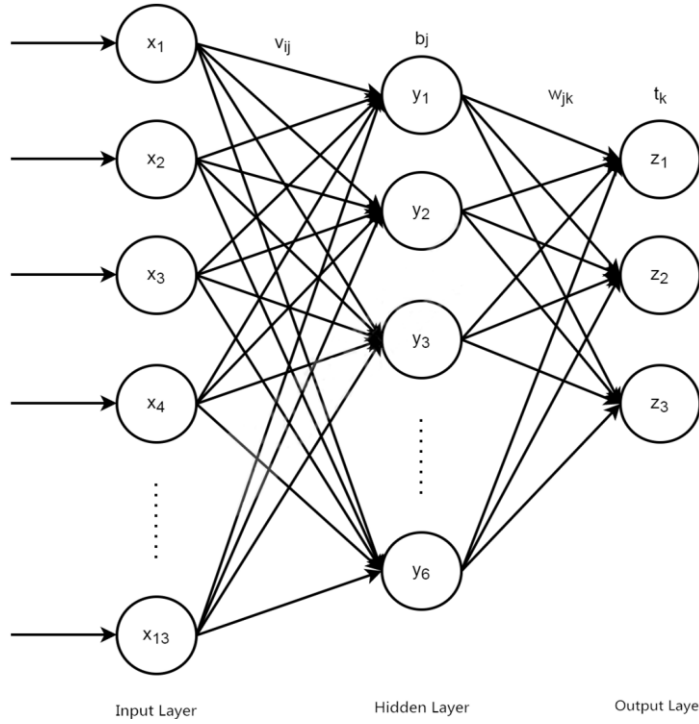 x1
x2
x3
x4
x13
vij
bj
y1
y2
y3
y6
wjk
tk
z1
z2
z3
Input Layer
Hidden Layer
Output Laye